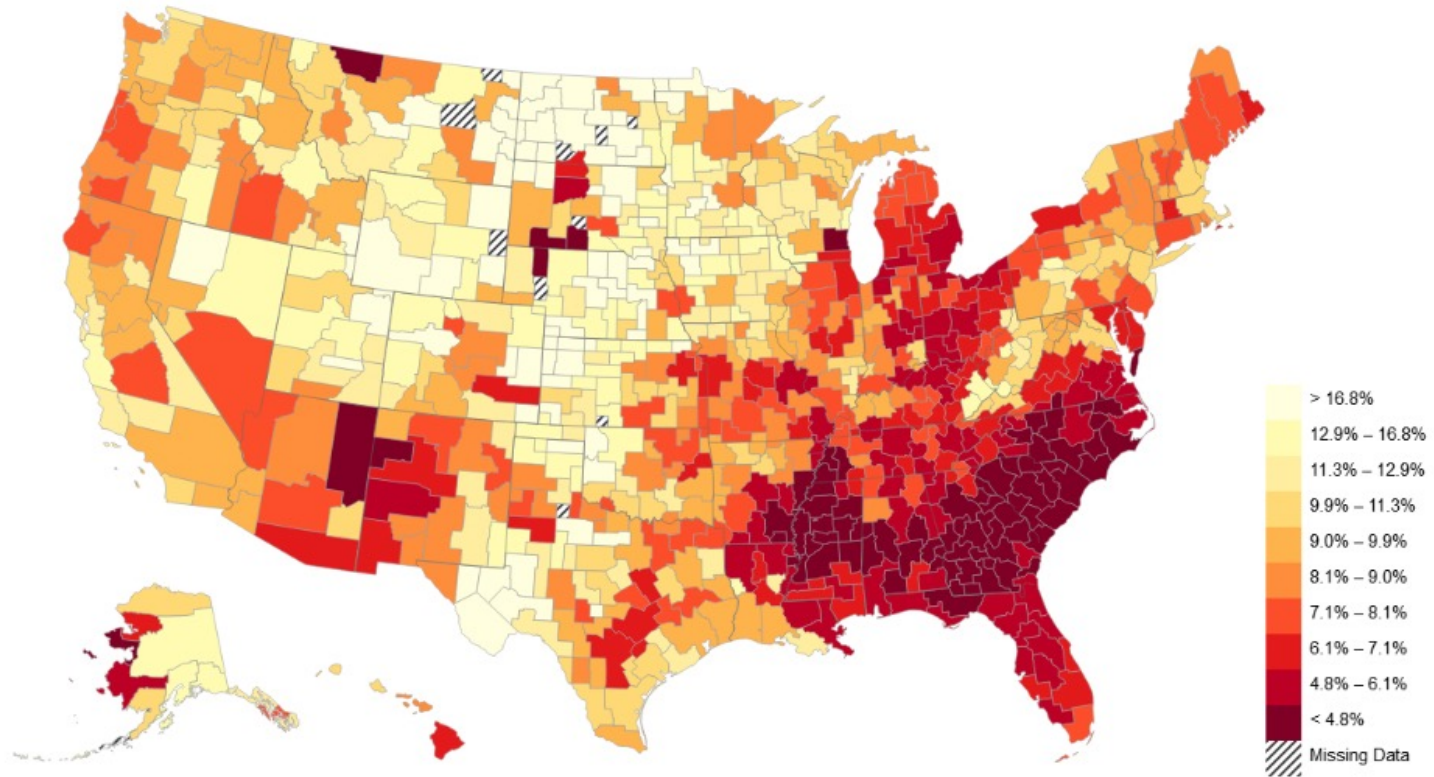 > 16.8%
12.9% – 16.8%
11.3% – 12.9%
9.9% – 11.3%
9.0% – 9.9%
8.1% – 9.0%
7.1% – 8.1%
6.1% – 7.1%
4.8% – 6.1%
< 4.8%
Missing Data